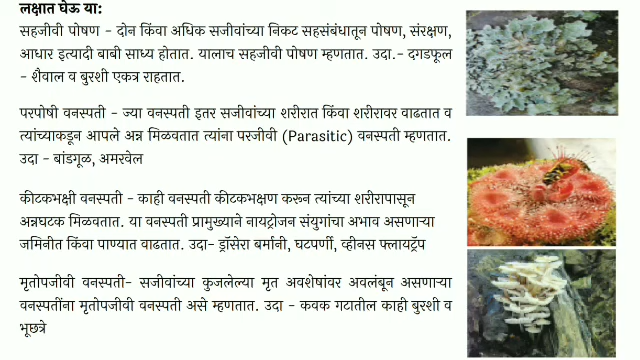 लक्षात घेऊ या:
सहजीवी पोषण - दोन किंवा अधिक सजीवांच्या निकट सहसंबंधातून पोषण, संरक्षण,
आधार इत्यादी बाबी साध्य होतात. यालाच सहजीवी पोषण म्हणतात. उदा.- दगडफूल
- शैवाल व बुरशी एकत्र राहतात.
परपोषी वनस्पती - ज्या वनस्पती इतर सजीवांच्या शरीरात किंवा शरीरावर वाढतात व
त्यांच्याकडून आपले अन्न मिळवतात त्यांना परजीवी (Parasitic) वनस्पती म्हणतात.
उदा - बांडगूळ, अमरवेल
कीटकभक्षी वनस्पती - काही वनस्पती कीटकभक्षण करून त्यांच्या शरीरापासून
अन्नघटक मिळवतात. या वनस्पती प्रामुख्याने नायट्रोजन संयुगांचा अभाव असणाऱ्या
जमिनीत किंवा पाण्यात वाढतात. उदा- ड्रॉसेरा बर्मानी, घटपर्णी, व्हीनस फ्लायट्रॅप
मृतोपजीवी वनस्पती- सजीवांच्या कुजलेल्या मृत अवशेषांवर अवलंबून असणाऱ्या
वनस्पतींना मृतोपजीवी वनस्पती असे म्हणतात. उदा - कवक गटातील काही बुरशी व
भूछत्रे